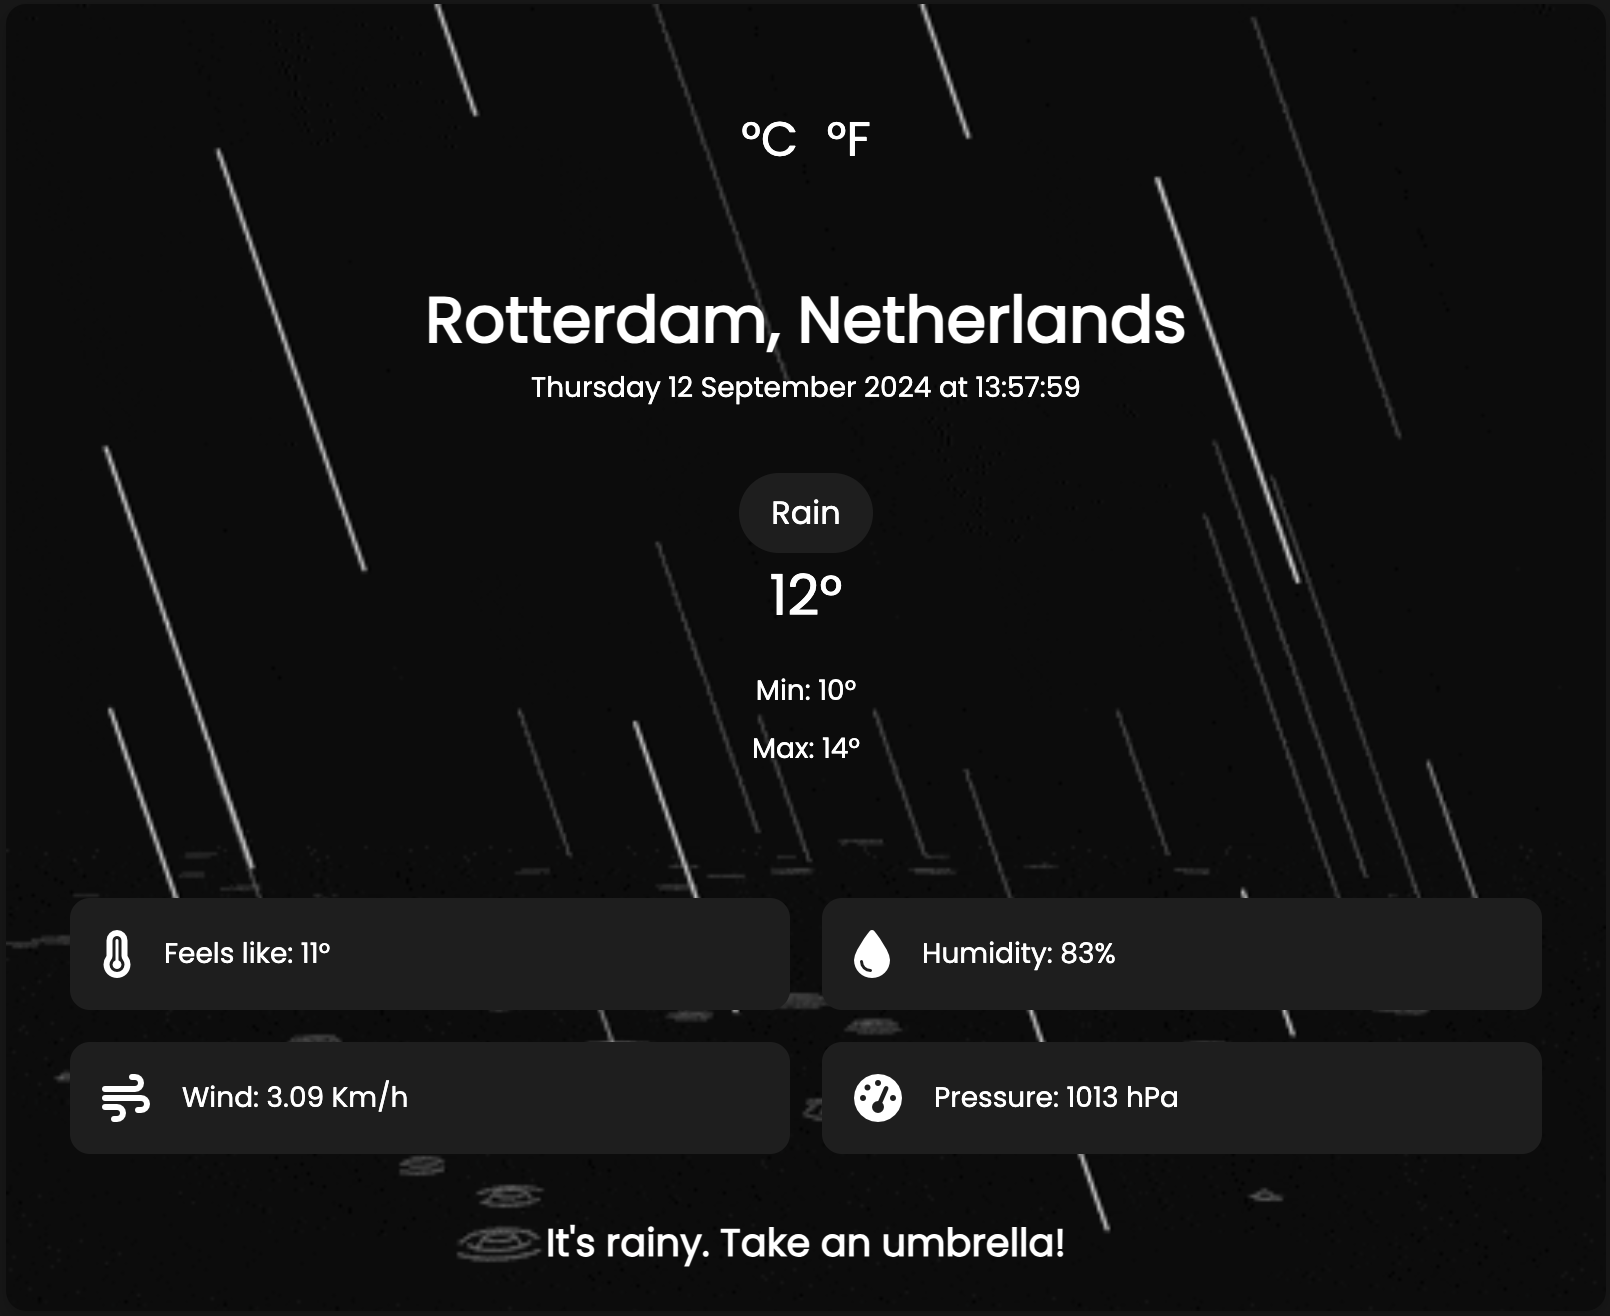 °C °F
Rotterdam, Netherlands
Thursday 12 September 2024 at 13:57:59
Rain
12°
Min: 10°
Max: 14°
Feels like: 11°
Humidity: 83%
Wind: 3.09 Km/h
Pressure: 1013 hPa
It's rainy. Take an umbrella!